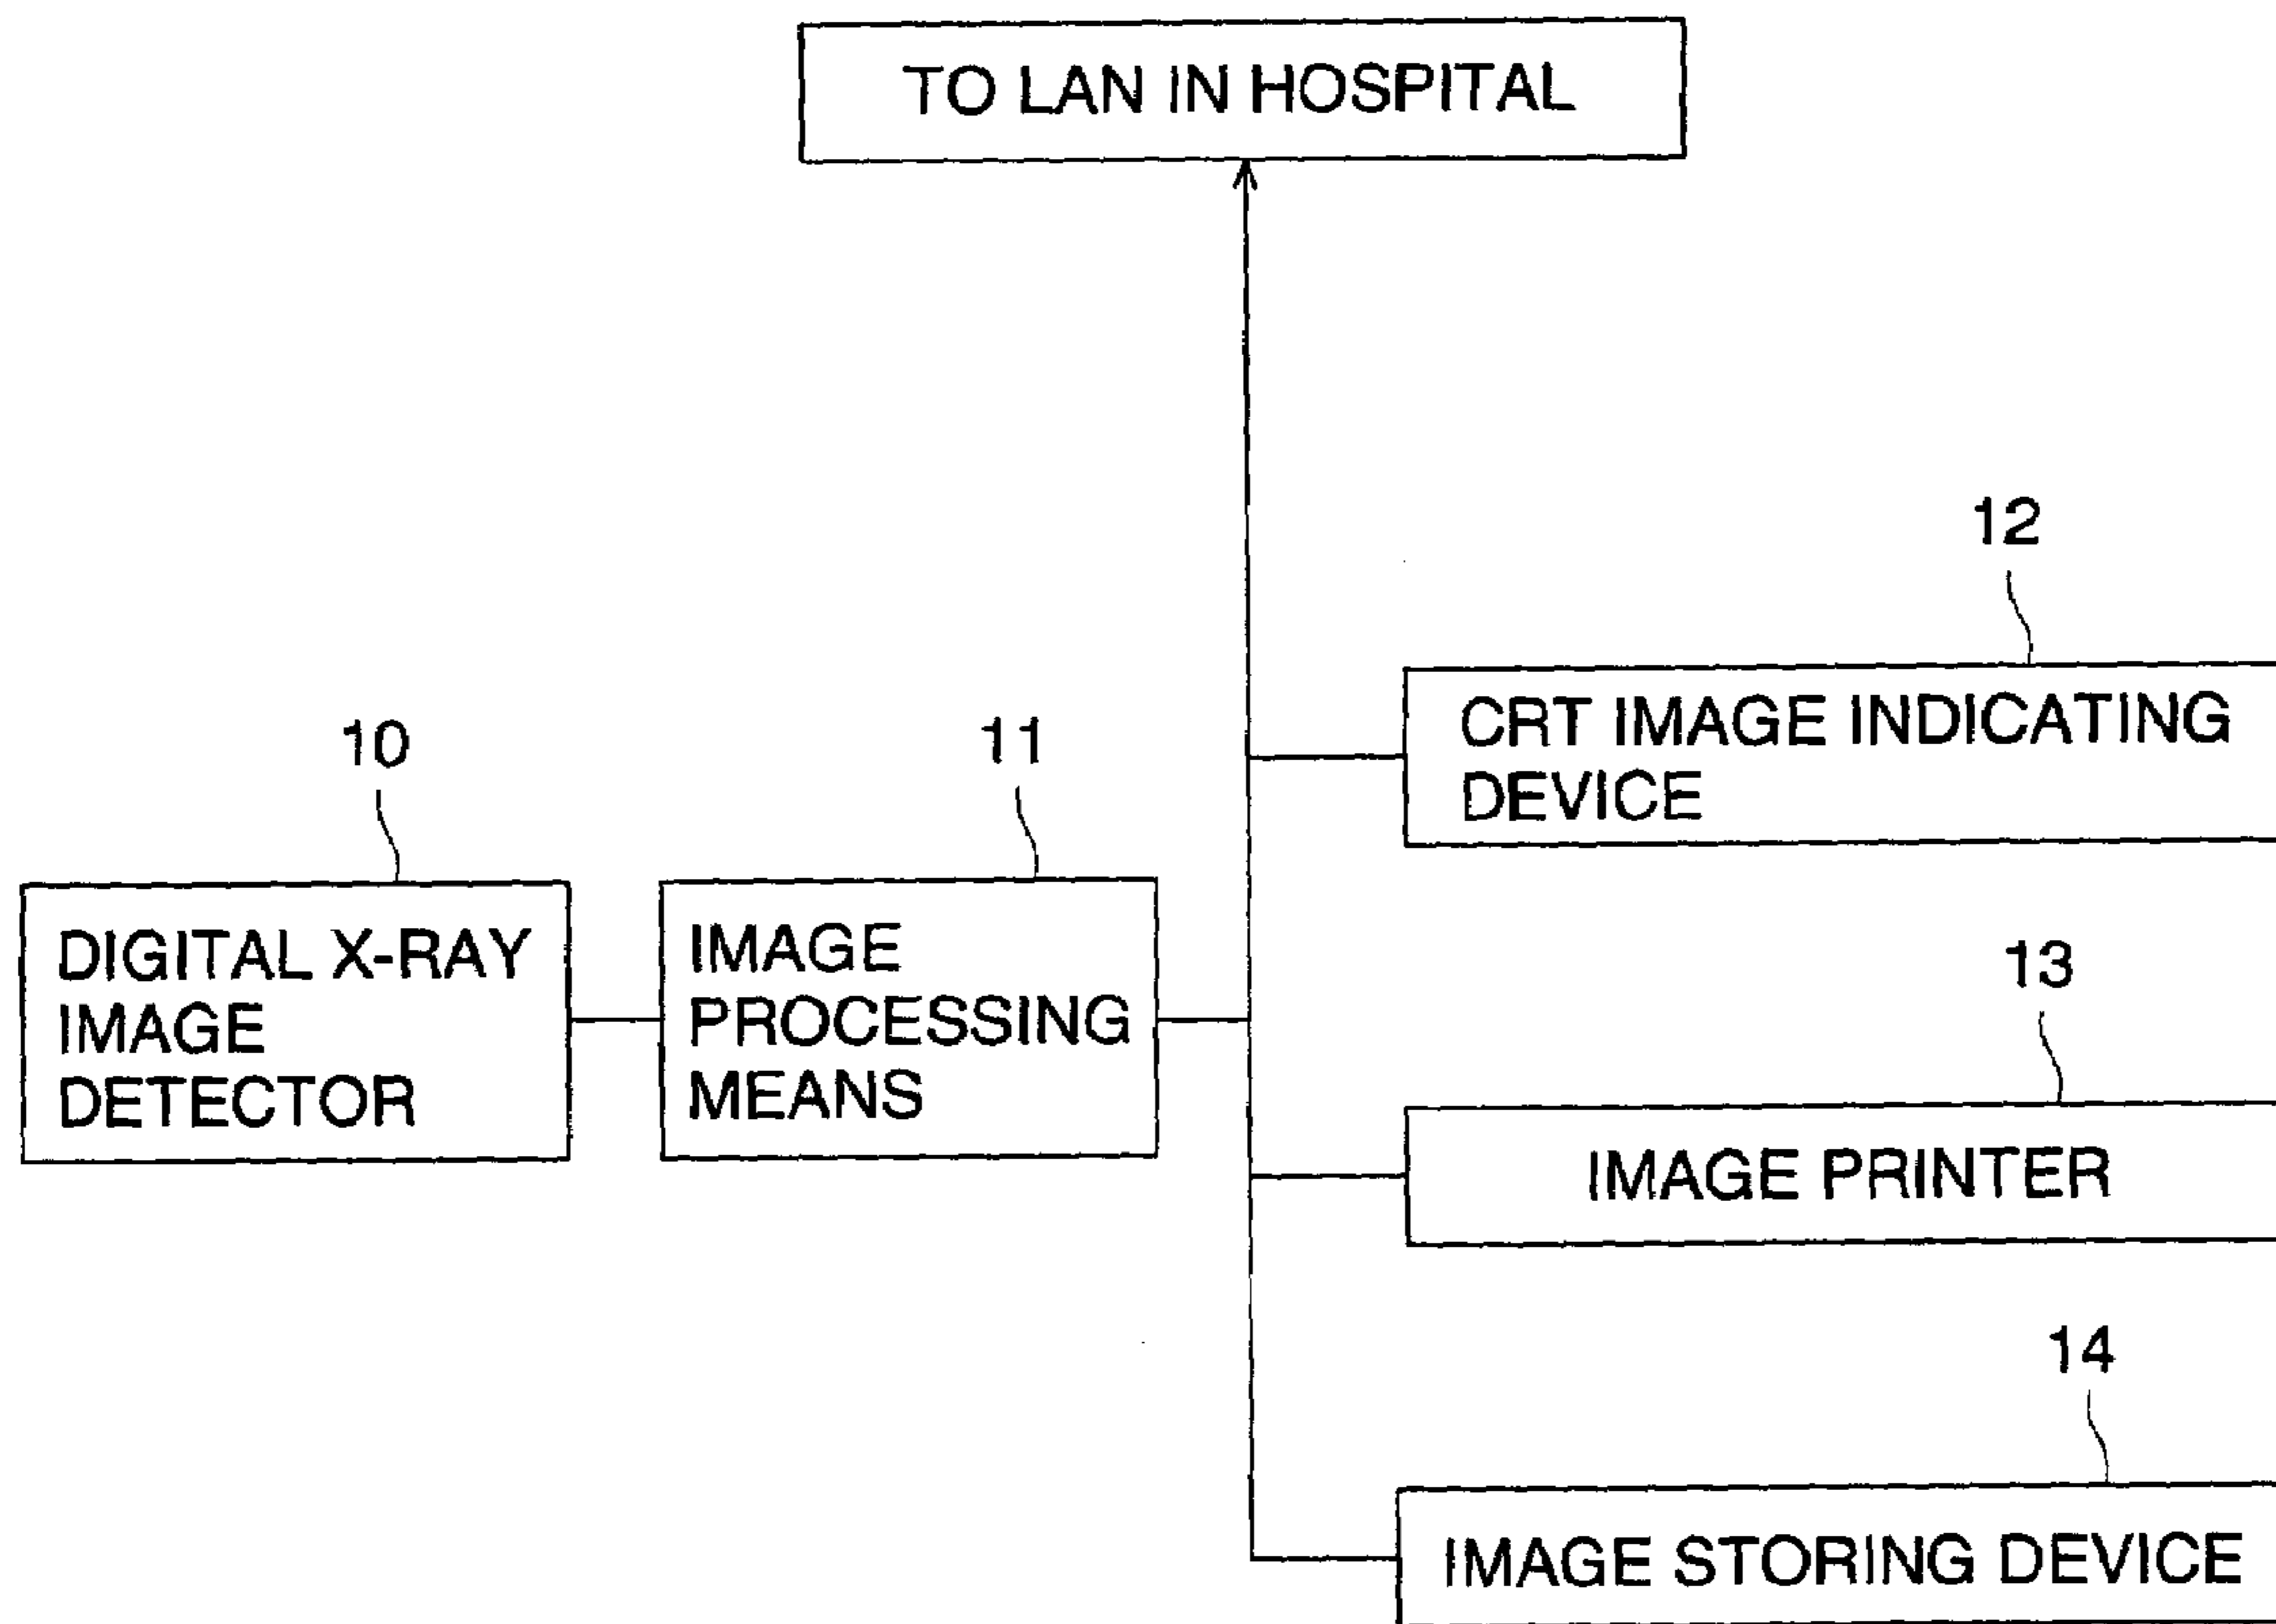 TO LAN IN HOSPITAL
12
CRT IMAGE INDICATING
DEVICE
10
11
DIGITAL X-RAY
IMAGE
DETECTOR
IMAGE
PROCESSING
MEANS
13
IMAGE PRINTER
14
IMAGE STORING DEVICE